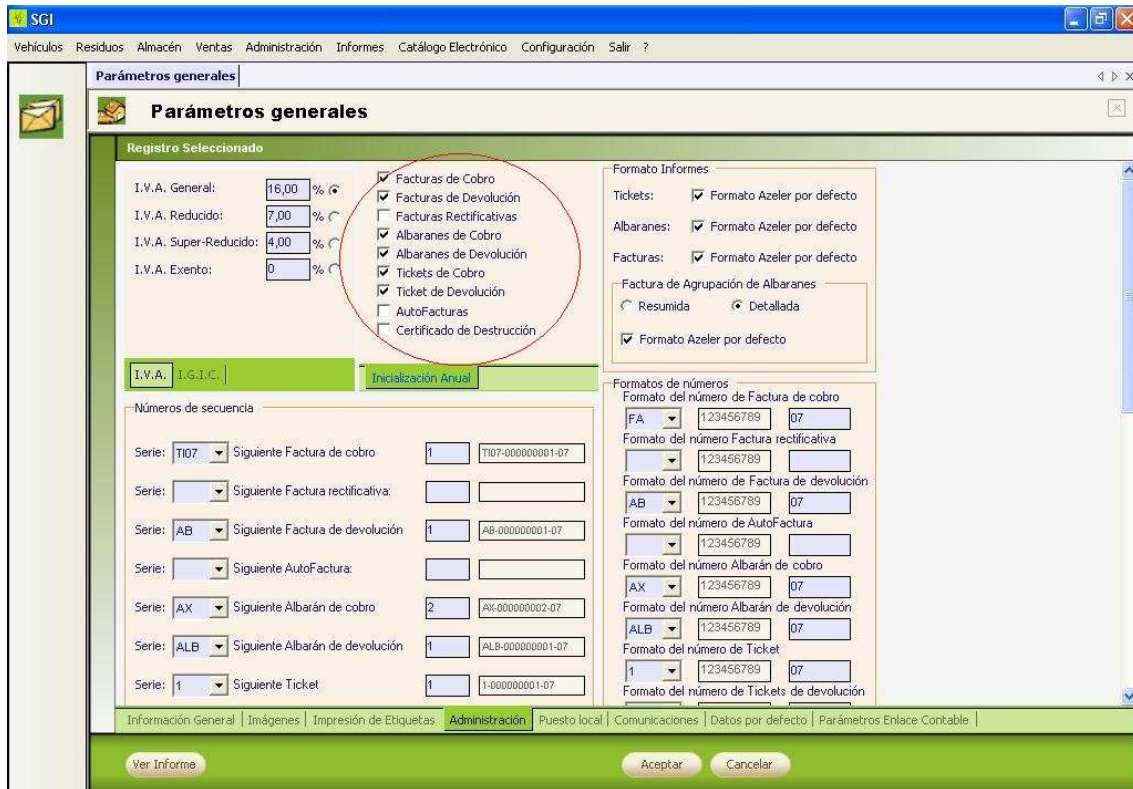 SGI
Vehículos Residuos Almacén Ventas Administración Informes Catálogo Electrónico Configuración Salir ?
Parámetros generales
Parámetros generales
Registro Seleccionado
I.V.A. General: 16,00 %
I.V.A. Reducido: 7,00 %
I.V.A. Super-Reducido: 4,00 %
I.V.A. Exento: 0 %
I.V.A. I.G.I.C.
Facturas de Cobro
Facturas de Devolución
Facturas Rectificativas
Albaranes de Cobro
Albaranes de Devolución
Tickets de Cobro
Ticket de Devolución
AutoFacturas
Certificado de Destrucción
Inicialización Anual
Formato Informes
Tickets: Formato Azeler por defecto
Albaranes: Formato Azeler por defecto
Facturas: Formato Azeler por defecto
Factura de Agrupación de Albaranes
Resumida Detallada
Formato Azeler por defecto
Números de secuencia
Serie: TI07 Siguiente Factura de cobro 1 TI07-000000001-07
Serie: Siguiente Factura rectificativa:
Serie: AB Siguiente Factura de devolución 1 AB-000000001-07
Serie: Siguiente AutoFactura:
Serie: AX Siguiente Albarán de cobro 2 AX-000000002-07
Serie: ALB Siguiente Albarán de devolución 1 ALB-000000001-07
Serie: 1 Siguiente Ticket 1 1-000000001-07
Formatos de números
Formato del número de Factura de cobro
FA 123456789 07
Formato del número Factura rectificativa
123456789
Formato del número de Factura de devolución
AB 123456789 07
Formato del número de AutoFactura
123456789
Formato del número Albarán de cobro
AX 123456789 07
Formato del número Albarán de devolución
ALB 123456789 07
Formato del número de Ticket
1 123456789 07
Formato del número de Tickets de devolución
Información General | Imágenes | Impresión de Etiquetas Administración Puesto local | Comunicaciones | Datos por defecto | Parámetros Enlace Contable |
Ver Informe Aceptar Cancelar